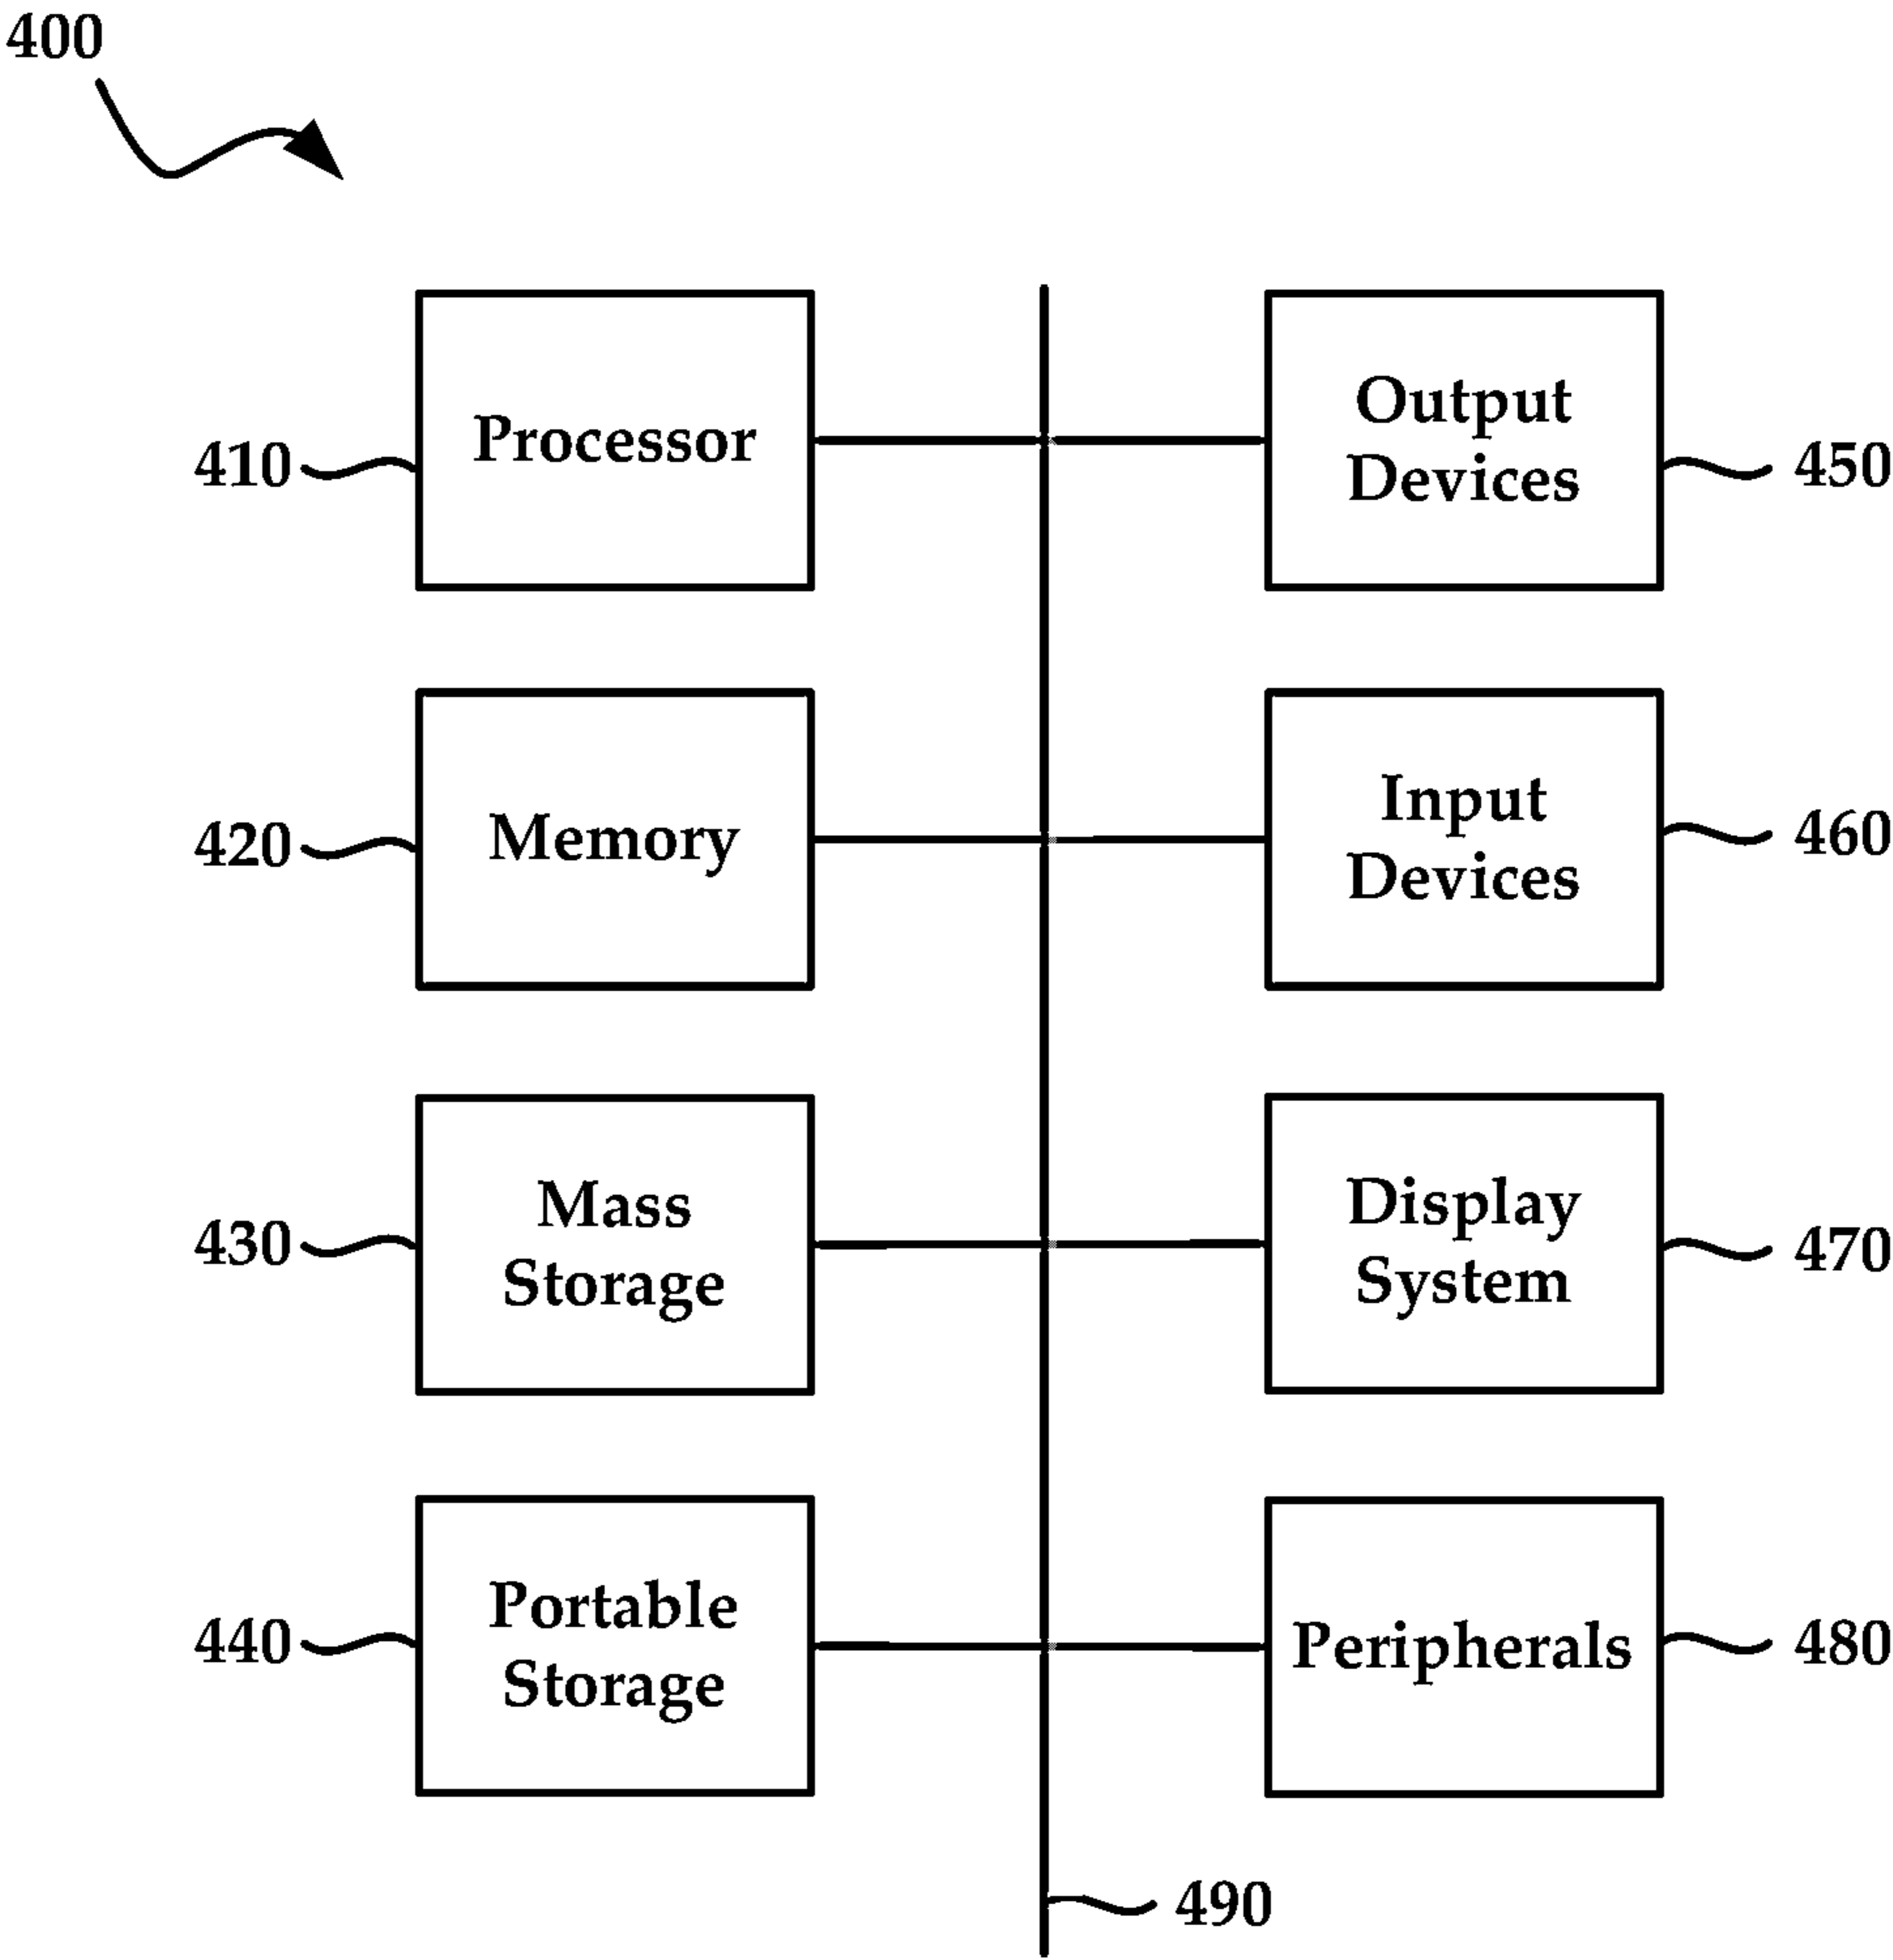 400
410
Processor
Output
Devices
450
420
Memory
Input
Devices
460
430
Mass
Storage
Display
System
470
440
Portable
Storage
Peripherals
480
490